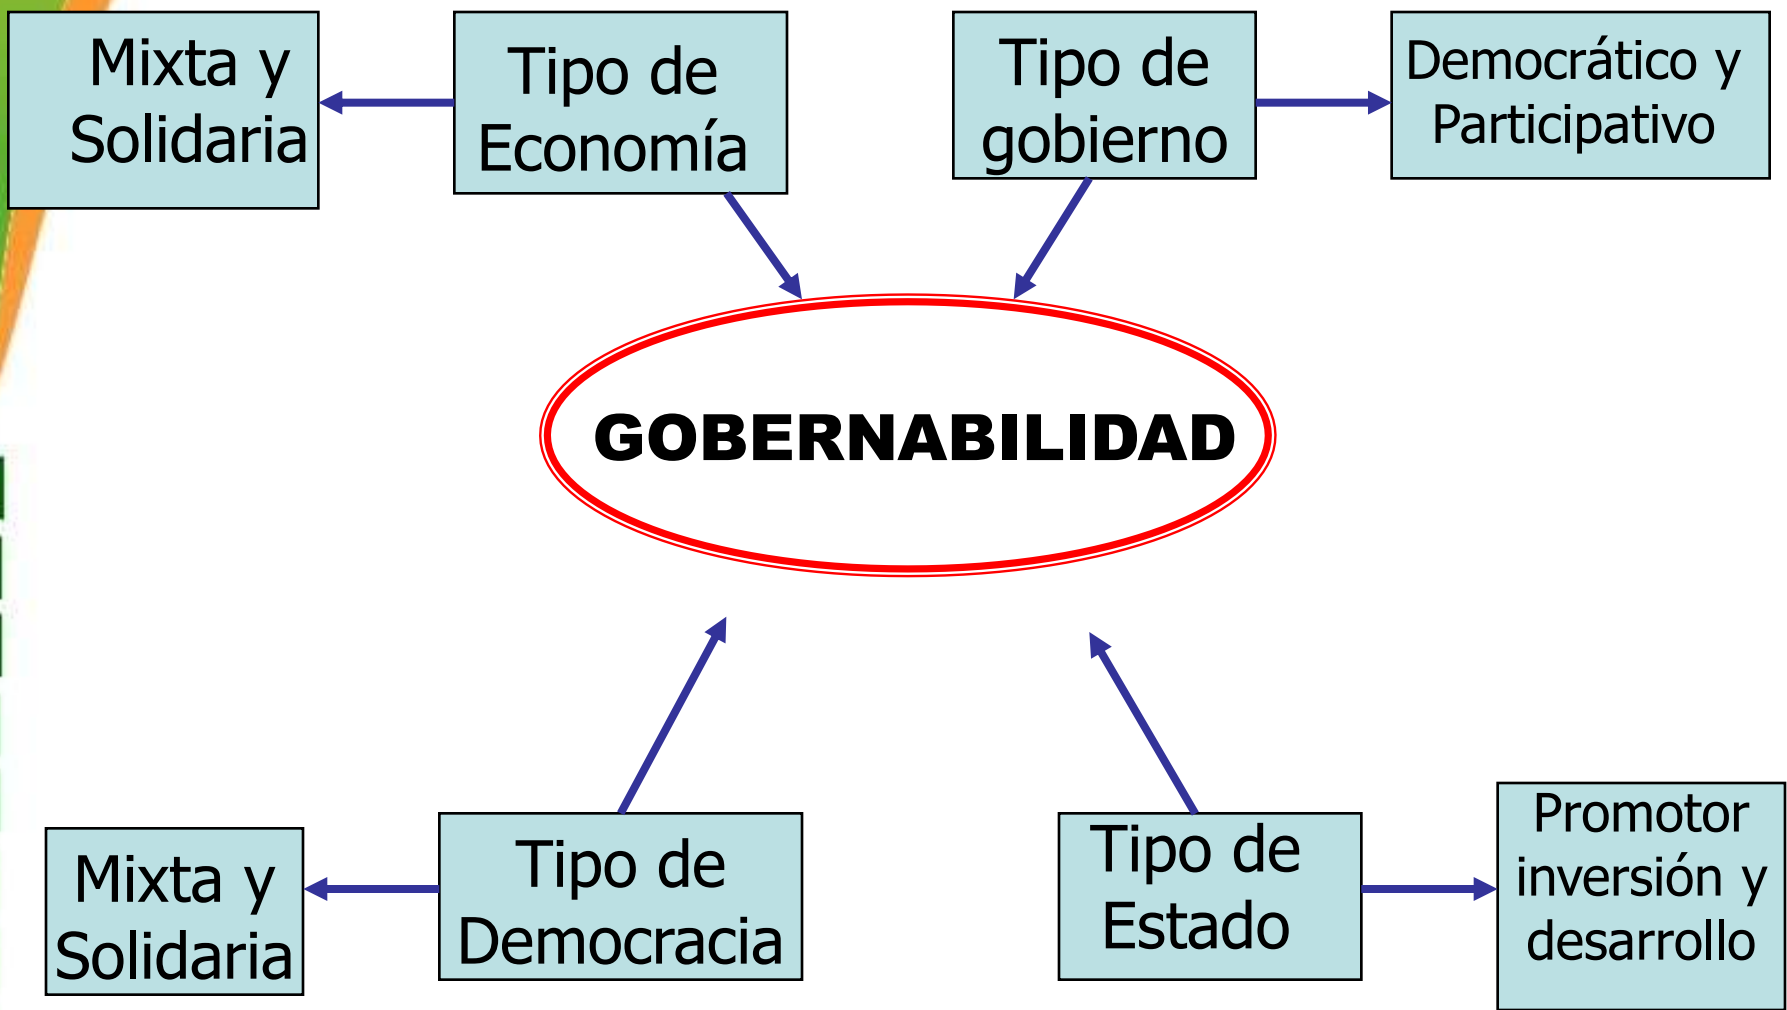 Mixta y
Solidaria
Tipo de
Economía
Tipo de
gobierno
Democrático y
Participativo
GOBERNABILIDAD
Mixta y
Solidaria
Tipo de
Democracia
Tipo de
Estado
Promotor
inversión y
desarrollo